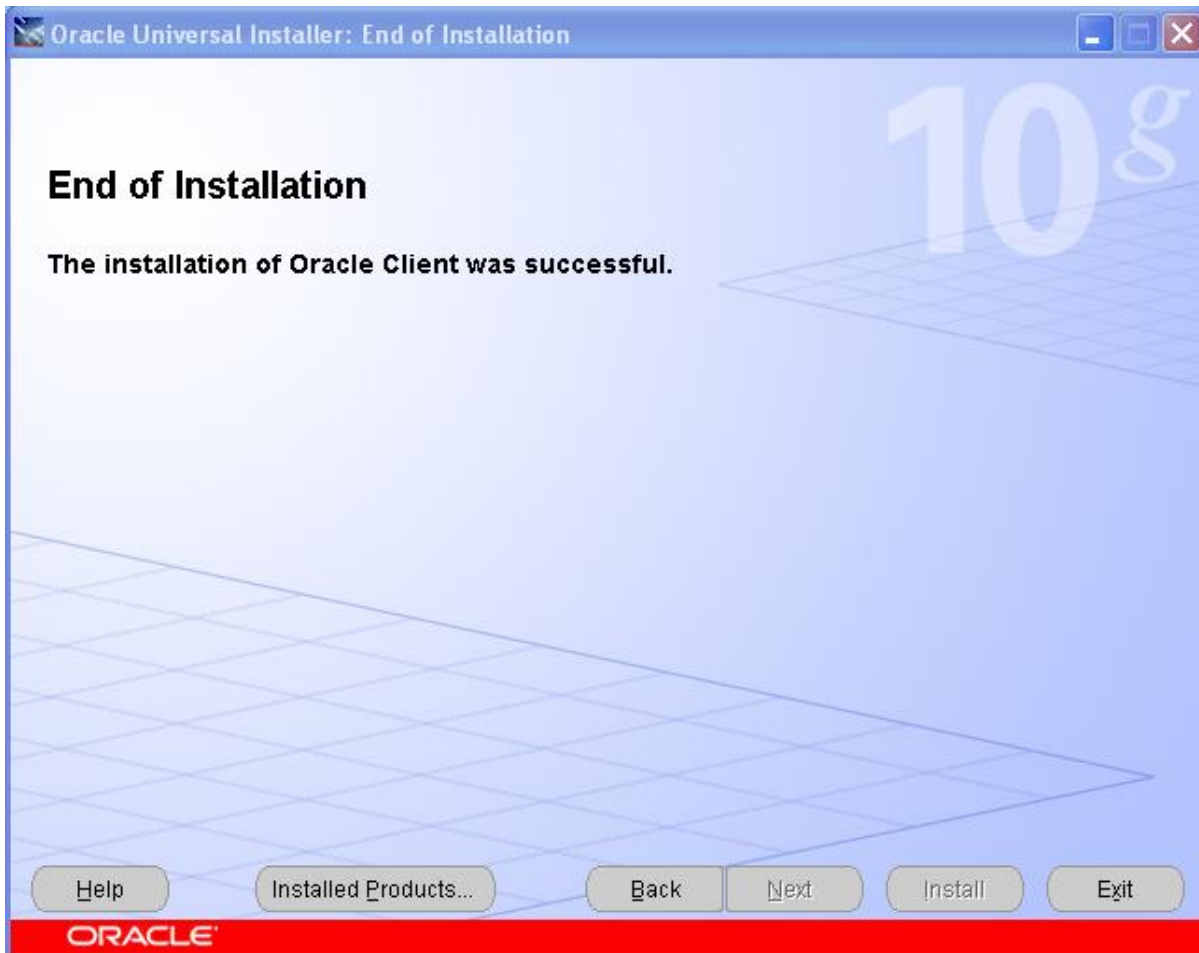 Oracle Universal Installer: End of Installation
10g
End of Installation
The installation of Oracle Client was successful.
Help
Installed Products...
Back
Next
Install
Exit
ORACLE